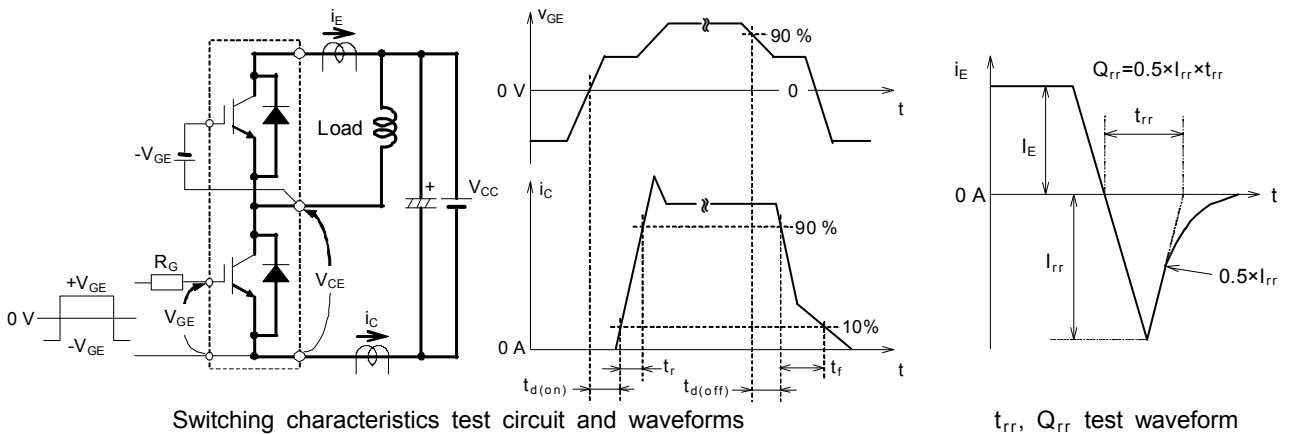 i_E
Load
-V_GE
+
V_CC
R_G
+V_GE
0 V
-V_GE
V_GE
V_CE
i_C
v_GE
90 %
0 V
0
t
i_C
90 %
10%
0 A
t
t_r
t_f
t_d(on)
t_d(off)
Switching characteristics test circuit and waveforms
i_E
Q_rr=0.5×I_rr×t_rr
t_rr
I_E
0 A
t
I_rr
0.5×I_rr
t_rr, Q_rr test waveform